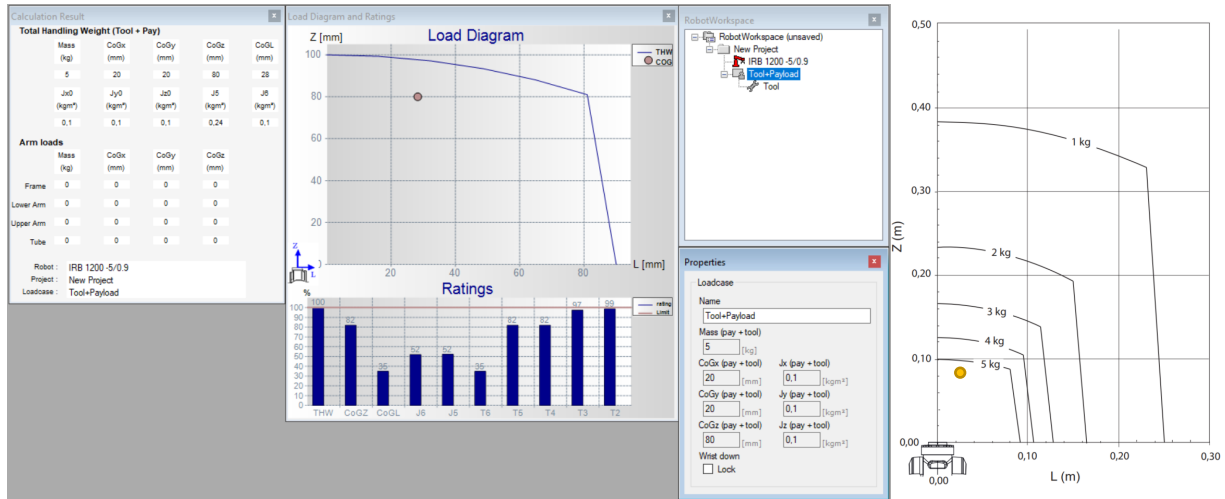 Calculation Result
x
Total Handling Weight (Tool + Pay)
Mass CoGx CoGy CoGz CoGL
(kg) (mm) (mm) (mm) (mm)
5 20 20 80 28
Jx0 Jy0 Jz0 J5 J6
(kgm²) (kgm²) (kgm²) (kgm²) (kgm²)
0,1 0,1 0,1 0,24 0,1
Arm loads
Mass CoGx CoGy CoGz
(kg) (mm) (mm) (mm)
Frame 0 0 0 0
Lower Arm 0 0 0 0
Upper Arm 0 0 0 0
Tube 0 0 0 0
Robot : IRB 1200 -5/0.9
Project : New Project
Loadcase : Tool+Payload
Load Diagram and Ratings
x
Z [mm]
Load Diagram
THW
COG
100
80
60
40
20
Z
L
20 40 60 80
L [mm]
Ratings
%
rating
Limit
100
90
80
70
60
50
40
30
20
10
0
100 82 35 52 52 35 82 82 97 99
THW CoGZ CoGL J6 J5 T6 T5 T4 T3 T2
RobotWorkspace
x
RobotWorkspace (unsaved)
New Project
IRB 1200 -5/0.9
Tool+Payload
Tool
Properties
x
Loadcase
Name
Tool+Payload
Mass (pay + tool)
5 [kg]
CoGx (pay + tool) Jx (pay + tool)
20 [mm] 0,1 [kgm²]
CoGy (pay + tool) Jy (pay + tool)
20 [mm] 0,1 [kgm²]
CoGz (pay + tool) Jz (pay + tool)
80 [mm] 0,1 [kgm²]
Wrist down
Lock
0,50
0,40
0,30
0,20
0,10
0,00
Z (m)
1 kg
2 kg
3 kg
4 kg
5 kg
0,00
0,10 0,20 0,30
L (m)